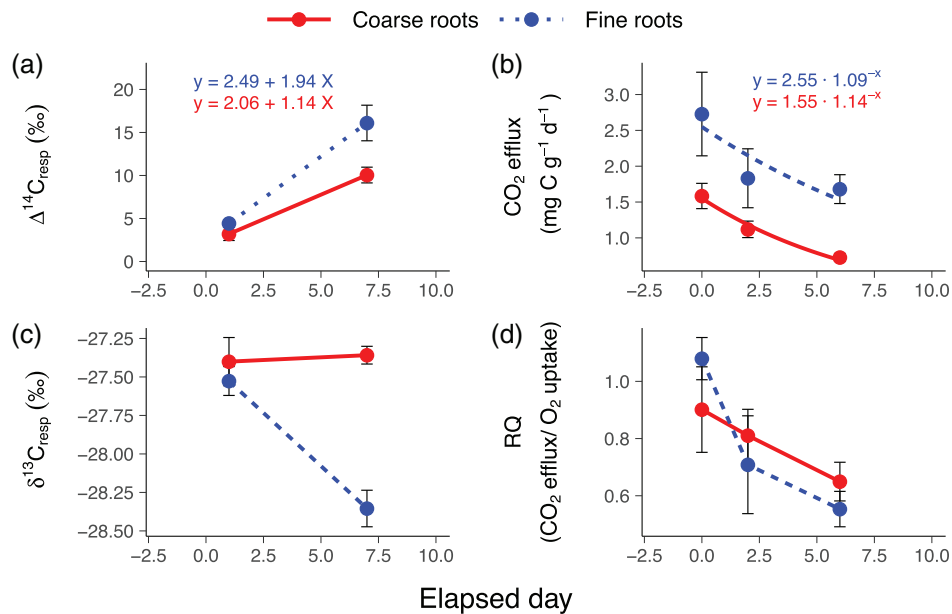 Coarse roots Fine roots
(a)
y = 2.49 + 1.94 X
y = 2.06 + 1.14 X
Δ¹⁴C_resp (‰)
20
15
10
5
0
−2.5 0.0 2.5 5.0 7.5 10.0
(b)
y = 2.55 · 1.09⁻ˣ
y = 1.55 · 1.14⁻ˣ
CO₂ efflux
(mg C g⁻¹ d⁻¹)
3.0
2.5
2.0
1.5
1.0
−2.5 0.0 2.5 5.0 7.5 10.0
(c)
δ¹³C_resp (‰)
−27.25
−27.50
−27.75
−28.00
−28.25
−28.50
−2.5 0.0 2.5 5.0 7.5 10.0
(d)
RQ
(CO₂ efflux/ O₂ uptake)
1.0
0.8
0.6
−2.5 0.0 2.5 5.0 7.5 10.0
Elapsed day